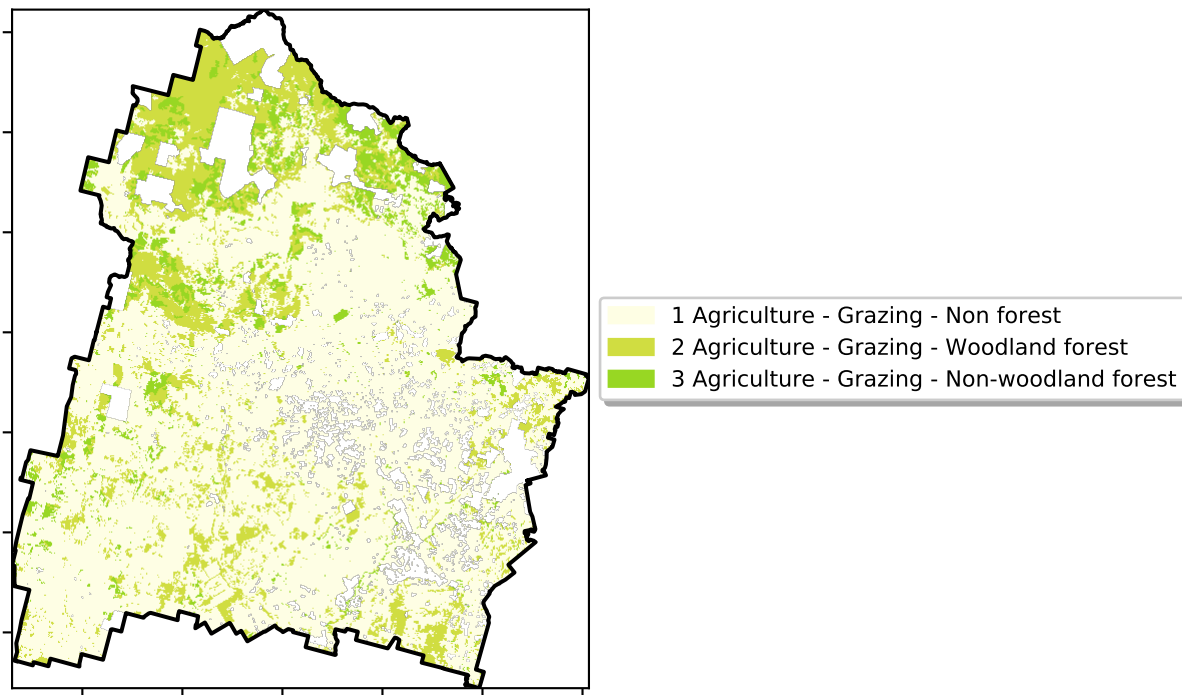 1 Agriculture - Grazing - Non forest
2 Agriculture - Grazing - Woodland forest
3 Agriculture - Grazing - Non-woodland forest